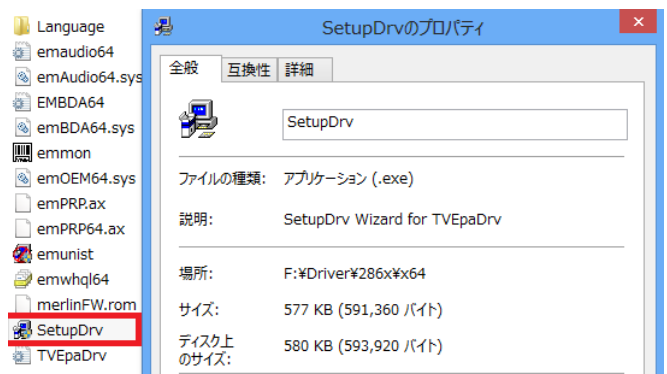 Language
emaudio64
emAudio64.sys
EMBDA64
emBDA64.sys
emmon
emOEM64.sys
emPRP.ax
emPRP64.ax
emunist
emwhql64
merlinFW.rom
SetupDrv
TVEpaDrv
SetupDrvのプロパティ
全般 互換性 詳細
SetupDrv
ファイルの種類: アプリケーション (.exe)
説明: SetupDrv Wizard for TVEpaDrv
場所: F:¥Driver¥286x¥x64
サイズ: 577 KB (591,360 バイト)
ディスク上
のサイズ: 580 KB (593,920 バイト)